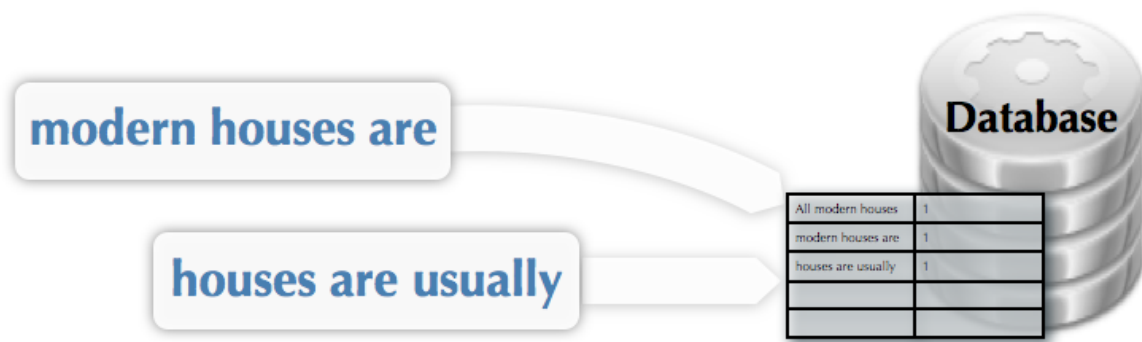 modern houses are
Database
All modern houses 1
modern houses are 1
houses are usually 1
houses are usually